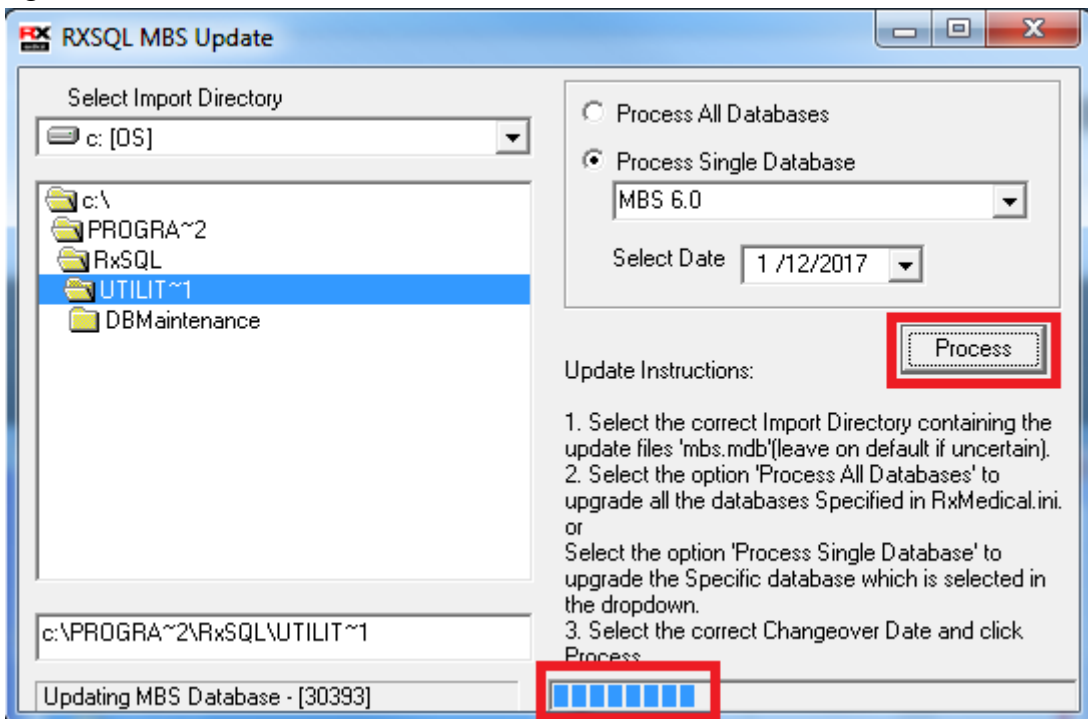 RX RXSQL MBS Update
X
Select Import Directory
c: [OS]
c:\
PROGRA~2
RxSQL
UTILIT~1
DBMaintenance
c:\PROGRA~2\RxSQL\UTILIT~1
Updating MBS Database - [30393]
Process All Databases
Process Single Database
MBS 6.0
Select Date 1 /12/2017
Process
Update Instructions:
1. Select the correct Import Directory containing the
update files 'mbs.mdb'(leave on default if uncertain).
2. Select the option 'Process All Databases' to
upgrade all the databases Specified in RxMedical.ini.
or
Select the option 'Process Single Database' to
upgrade the Specific database which is selected in
the dropdown.
3. Select the correct Changeover Date and click
Process